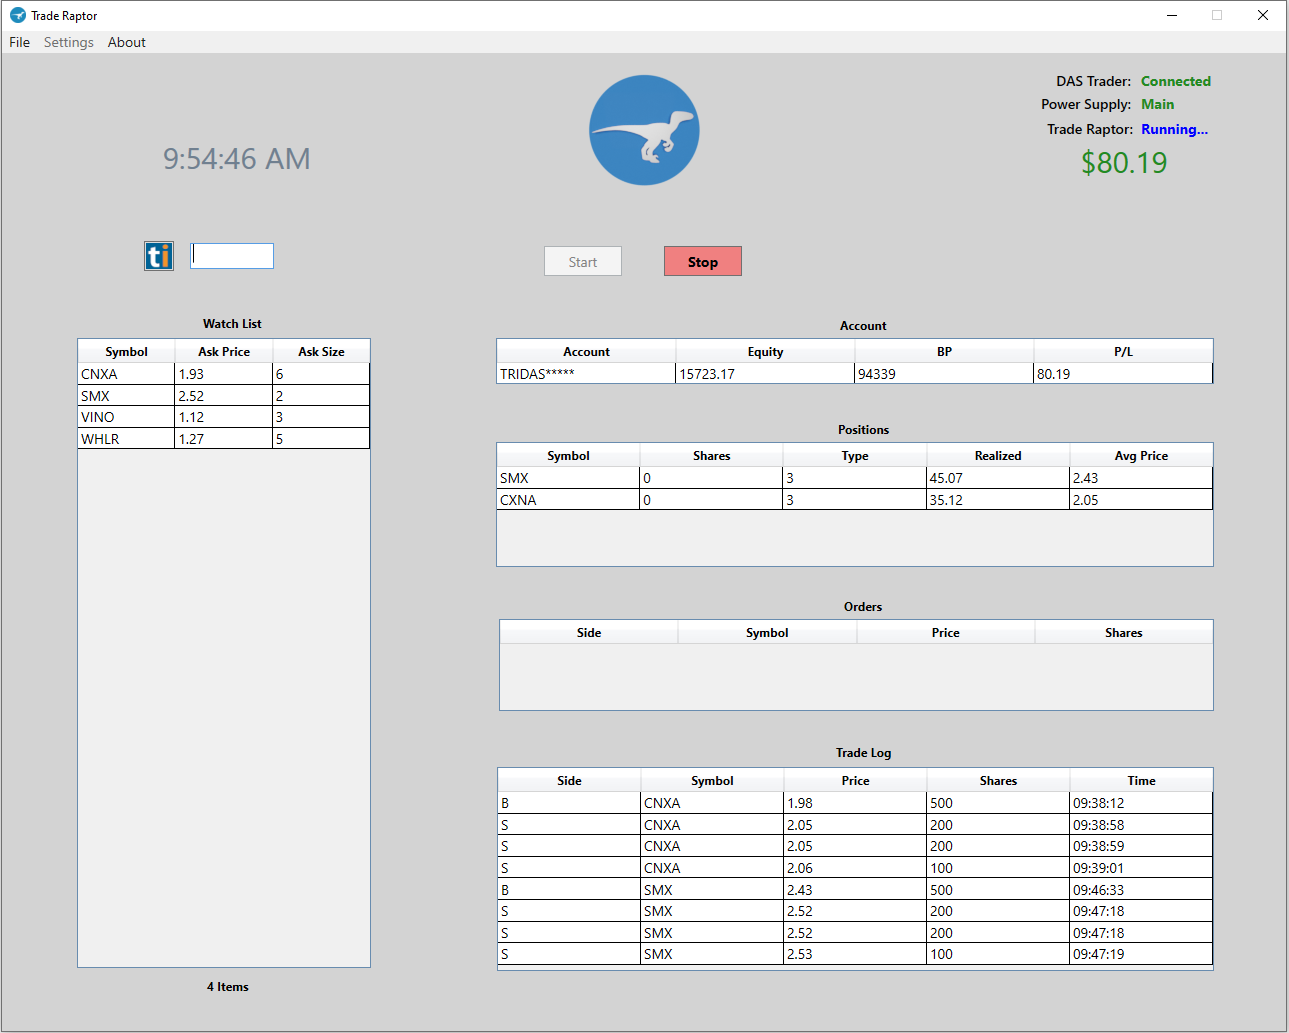 Trade Raptor
File Settings About
DAS Trader: Connected
Power Supply: Main
Trade Raptor: Running...
$80.19
9:54:46 AM
ti
Start Stop
Watch List
Symbol Ask Price Ask Size
CNXA 1.93 6
SMX 2.52 2
VINO 1.12 3
WHLR 1.27 5
4 Items
Account
Account Equity BP P/L
TRIDAS***** 15723.17 94339 80.19
Positions
Symbol Shares Type Realized Avg Price
SMX 0 3 45.07 2.43
CXNA 0 3 35.12 2.05
Orders
Side Symbol Price Shares
Trade Log
Side Symbol Price Shares Time
B CNXA 1.98 500 09:38:12
S CNXA 2.05 200 09:38:58
S CNXA 2.05 200 09:38:59
S CNXA 2.06 100 09:39:01
B SMX 2.43 500 09:46:33
S SMX 2.52 200 09:47:18
S SMX 2.52 200 09:47:18
S SMX 2.53 100 09:47:19